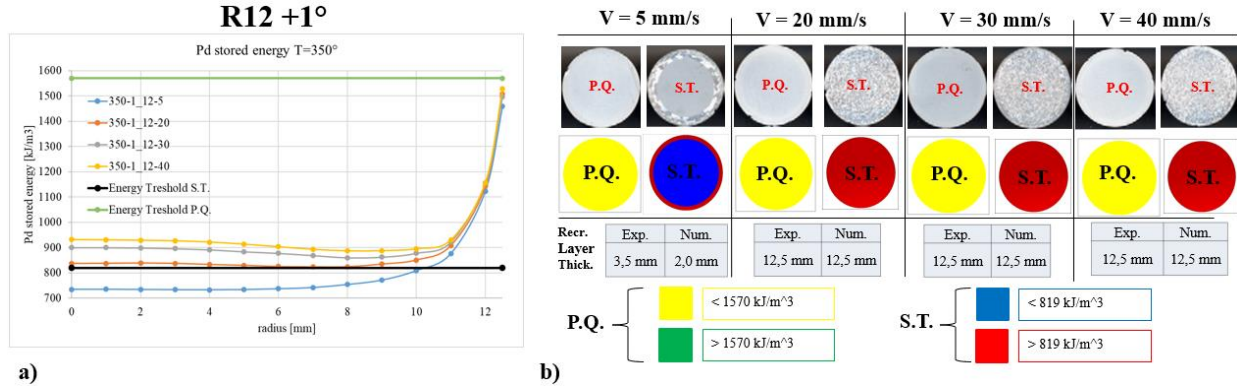 R12 +1°
Pd stored energy T=350°
Pd stored energy [kJ/m3]
1600
1500
1400
1300
1200
1100
1000
900
800
700
350-1_12-5
350-1_12-20
350-1_12-30
350-1_12-40
Energy Treshold S.T.
Energy Treshold P.Q.
0 2 4 6 8 10 12
radius [mm]
a)
V = 5 mm/s V = 20 mm/s V = 30 mm/s V = 40 mm/s
P.Q. S.T. P.Q. S.T. P.Q. S.T. P.Q. S.T.
P.Q. S.T. P.Q. S.T. P.Q. S.T. P.Q. S.T.
Recr. Layer Thick.
Exp. Num. Exp. Num. Exp. Num. Exp. Num.
3,5 mm 2,0 mm 12,5 mm 12,5 mm 12,5 mm 12,5 mm 12,5 mm 12,5 mm
P.Q.
< 1570 kJ/m^3
> 1570 kJ/m^3
S.T.
< 819 kJ/m^3
> 819 kJ/m^3
b)